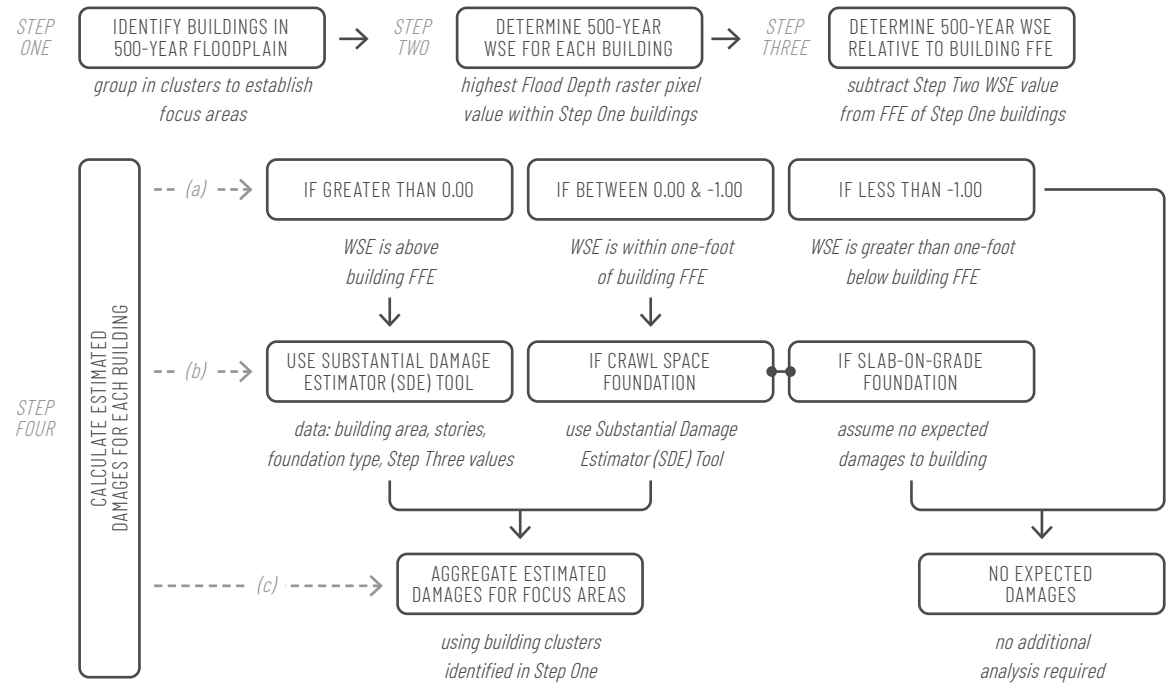 STEP
ONE
IDENTIFY BUILDINGS IN
500-YEAR FLOODPLAIN
group in clusters to establish
focus areas
STEP
TWO
DETERMINE 500-YEAR
WSE FOR EACH BUILDING
highest Flood Depth raster pixel
value within Step One buildings
STEP
THREE
DETERMINE 500-YEAR WSE
RELATIVE TO BUILDING FFE
subtract Step Two WSE value
from FFE of Step One buildings
STEP
FOUR
CALCULATE ESTIMATED
DAMAGES FOR EACH BUILDING
(a)
IF GREATER THAN 0.00
WSE is above
building FFE
IF BETWEEN 0.00 & -1.00
WSE is within one-foot
of building FFE
IF LESS THAN -1.00
WSE is greater than one-foot
below building FFE
(b)
USE SUBSTANTIAL DAMAGE
ESTIMATOR (SDE) TOOL
data: building area, stories,
foundation type, Step Three values
IF CRAWL SPACE
FOUNDATION
use Substantial Damage
Estimator (SDE) Tool
IF SLAB-ON-GRADE
FOUNDATION
assume no expected
damages to building
(c)
AGGREGATE ESTIMATED
DAMAGES FOR FOCUS AREAS
using building clusters
identified in Step One
NO EXPECTED
DAMAGES
no additional
analysis required